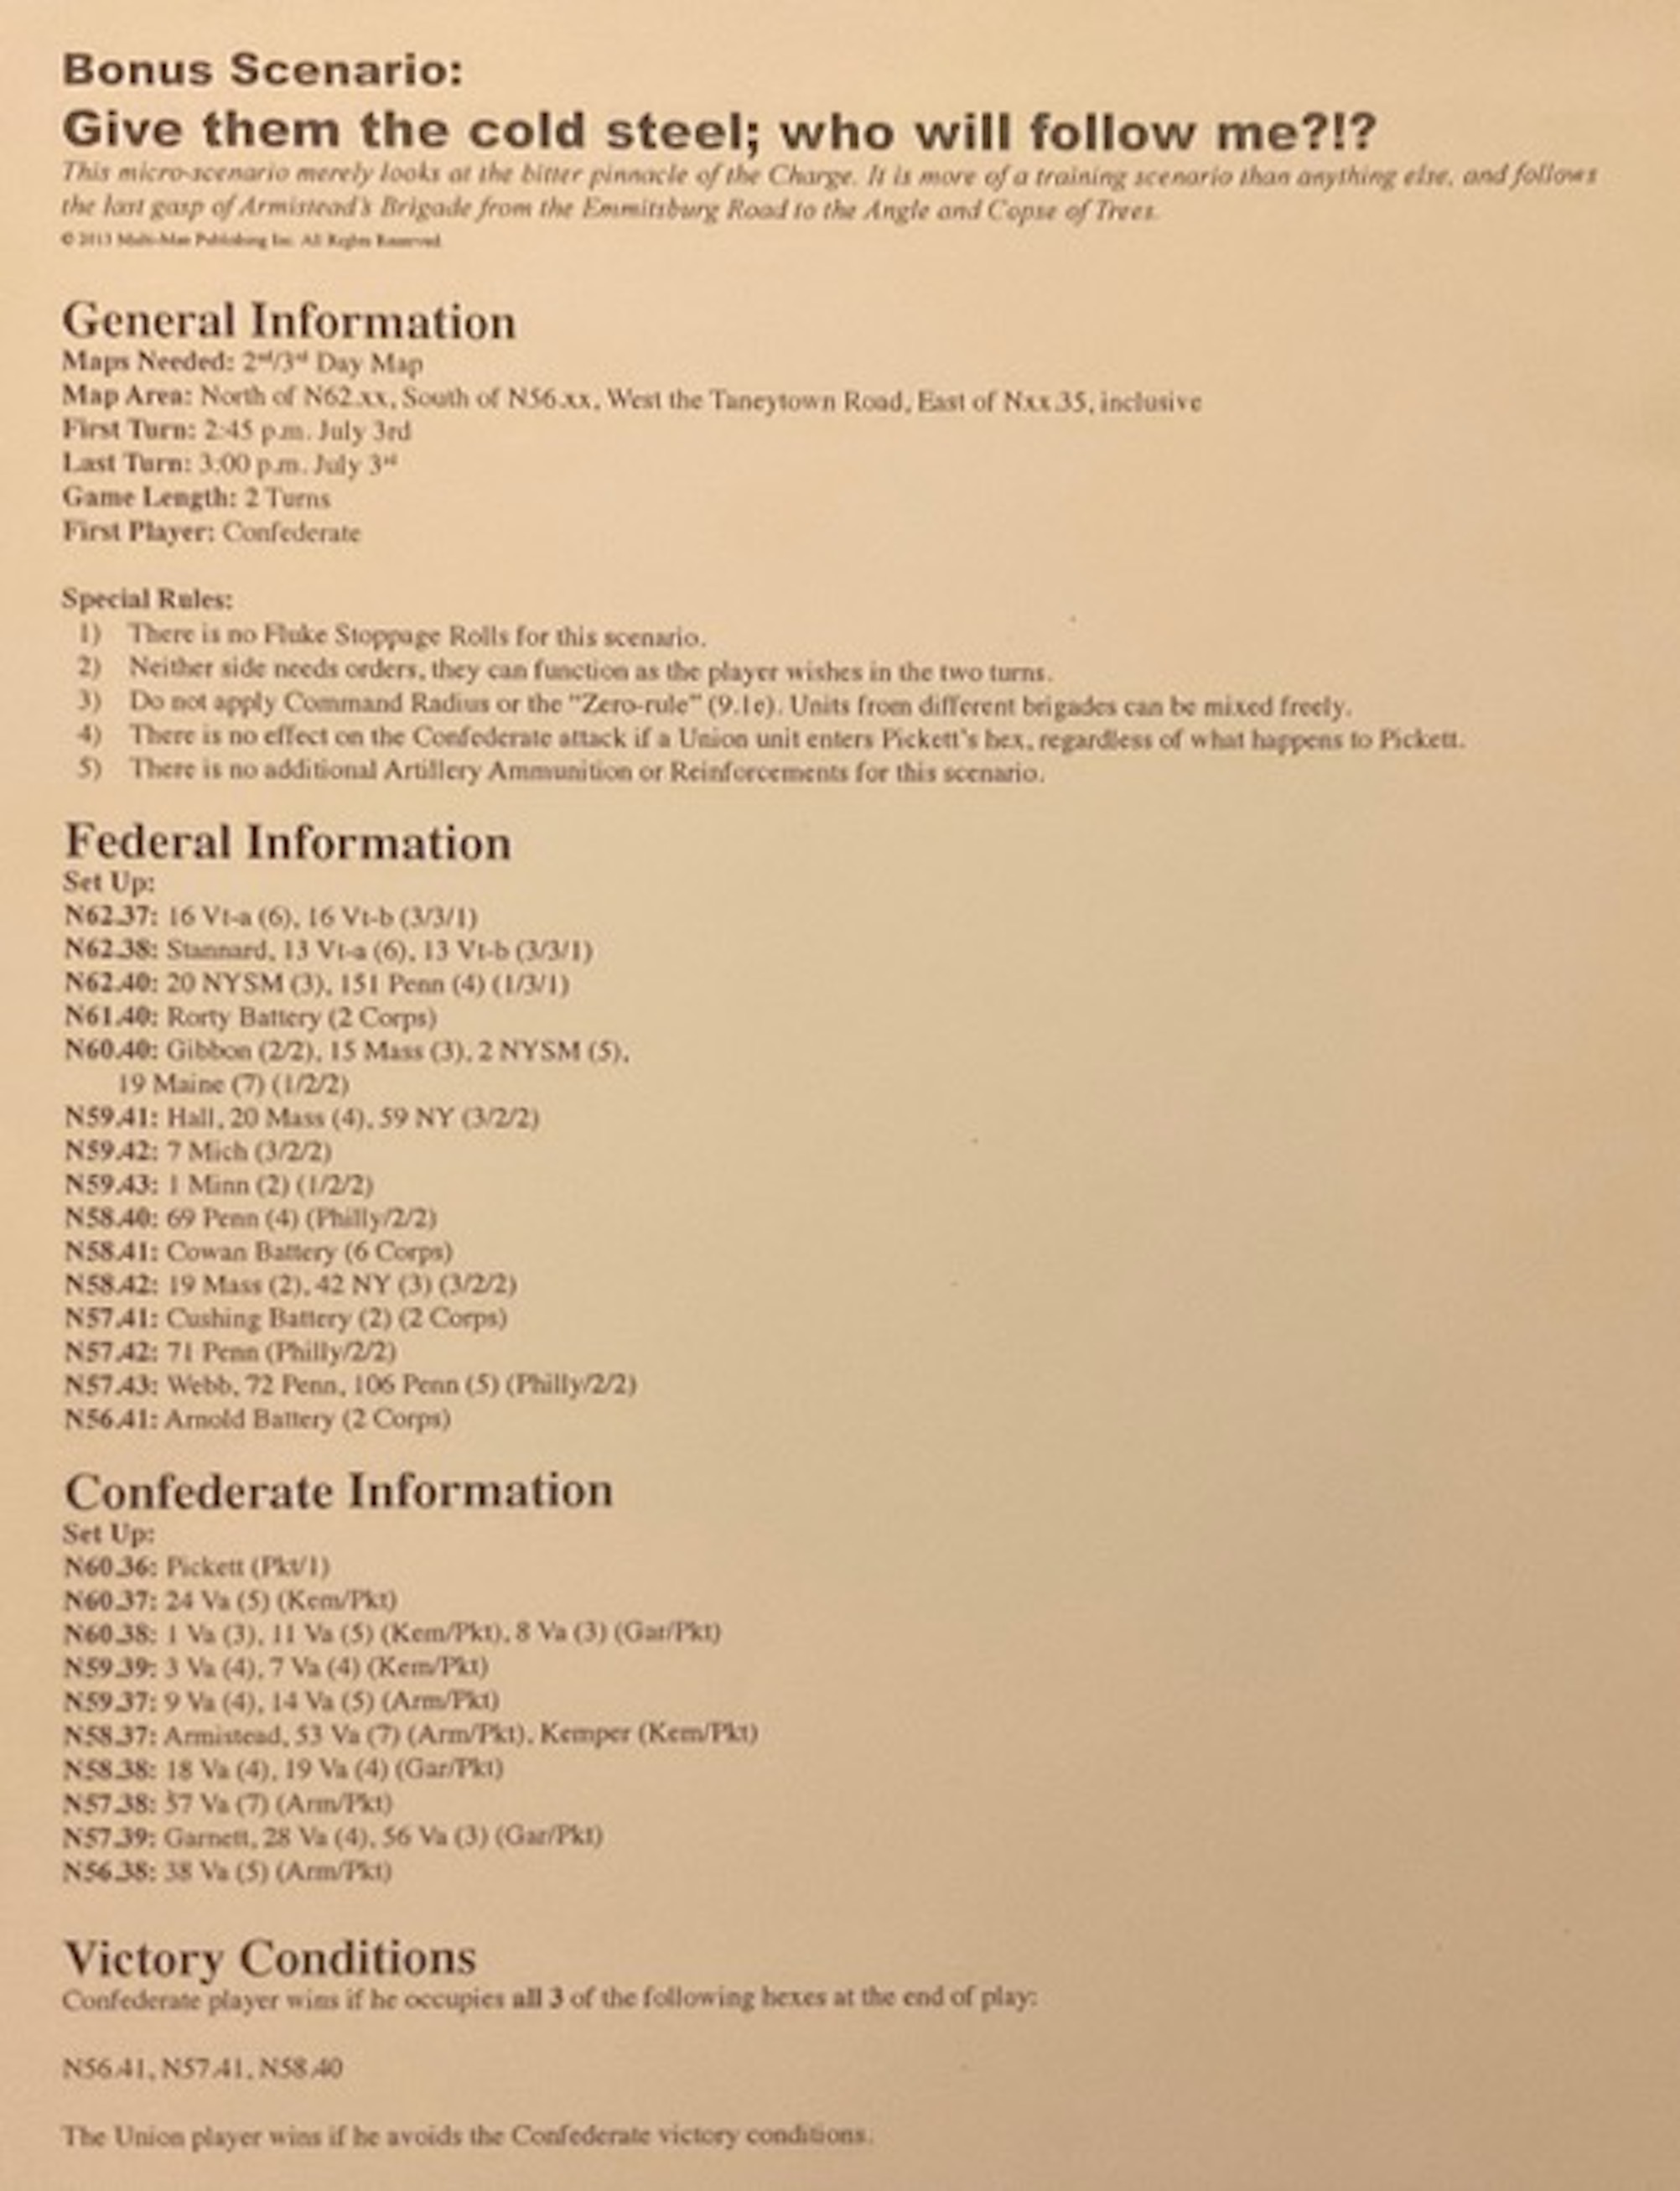 Bonus Scenario:
Give them the cold steel; who will follow me?!?
This micro-scenario merely looks at the bitter pinnacle of the Charge. It is more of a training scenario than anything else, and follows
the last gasp of Armistead's Brigade from the Emmitsburg Road to the Angle and Copse of Trees.
© 2013 Multi-Man Publishing Inc. All Rights Reserved.
General Information
Maps Needed: 2nd/3rd Day Map
Map Area: North of N62.xx, South of N56.xx, West the Taneytown Road, East of Nxx.35, inclusive
First Turn: 2:45 p.m. July 3rd
Last Turn: 3:00 p.m. July 3rd
Game Length: 2 Turns
First Player: Confederate
Special Rules:
1) There is no Fluke Stoppage Rolls for this scenario.
2) Neither side needs orders, they can function as the player wishes in the two turns.
3) Do not apply Command Radius or the "Zero-rule" (9.1e). Units from different brigades can be mixed freely.
4) There is no effect on the Confederate attack if a Union unit enters Pickett's hex, regardless of what happens to Pickett.
5) There is no additional Artillery Ammunition or Reinforcements for this scenario.
Federal Information
Set Up:
N62.37: 16 Vt-a (6), 16 Vt-b (3/3/1)
N62.38: Stannard, 13 Vt-a (6), 13 Vt-b (3/3/1)
N62.40: 20 NYSM (3), 151 Penn (4) (1/3/1)
N61.40: Rorty Battery (2 Corps)
N60.40: Gibbon (2/2), 15 Mass (3), 2 NYSM (5),
19 Maine (7) (1/2/2)
N59.41: Hall, 20 Mass (4), 59 NY (3/2/2)
N59.42: 7 Mich (3/2/2)
N59.43: 1 Minn (2) (1/2/2)
N58.40: 69 Penn (4) (Philly/2/2)
N58.41: Cowan Battery (6 Corps)
N58.42: 19 Mass (2), 42 NY (3) (3/2/2)
N57.41: Cushing Battery (2) (2 Corps)
N57.42: 71 Penn (Philly/2/2)
N57.43: Webb, 72 Penn, 106 Penn (5) (Philly/2/2)
N56.41: Arnold Battery (2 Corps)
Confederate Information
Set Up:
N60.36: Pickett (Pkt/1)
N60.37: 24 Va (5) (Kem/Pkt)
N60.38: 1 Va (3), 11 Va (5) (Kem/Pkt), 8 Va (3) (Gar/Pkt)
N59.39: 3 Va (4), 7 Va (4) (Kem/Pkt)
N59.37: 9 Va (4), 14 Va (5) (Arm/Pkt)
N58.37: Armistead, 53 Va (7) (Arm/Pkt), Kemper (Kem/Pkt)
N58.38: 18 Va (4), 19 Va (4) (Gar/Pkt)
N57.38: 57 Va (7) (Arm/Pkt)
N57.39: Garnett, 28 Va (4), 56 Va (3) (Gar/Pkt)
N56.38: 38 Va (5) (Arm/Pkt)
Victory Conditions
Confederate player wins if he occupies all 3 of the following hexes at the end of play:
N56.41, N57.41, N58.40
The Union player wins if he avoids the Confederate victory conditions.